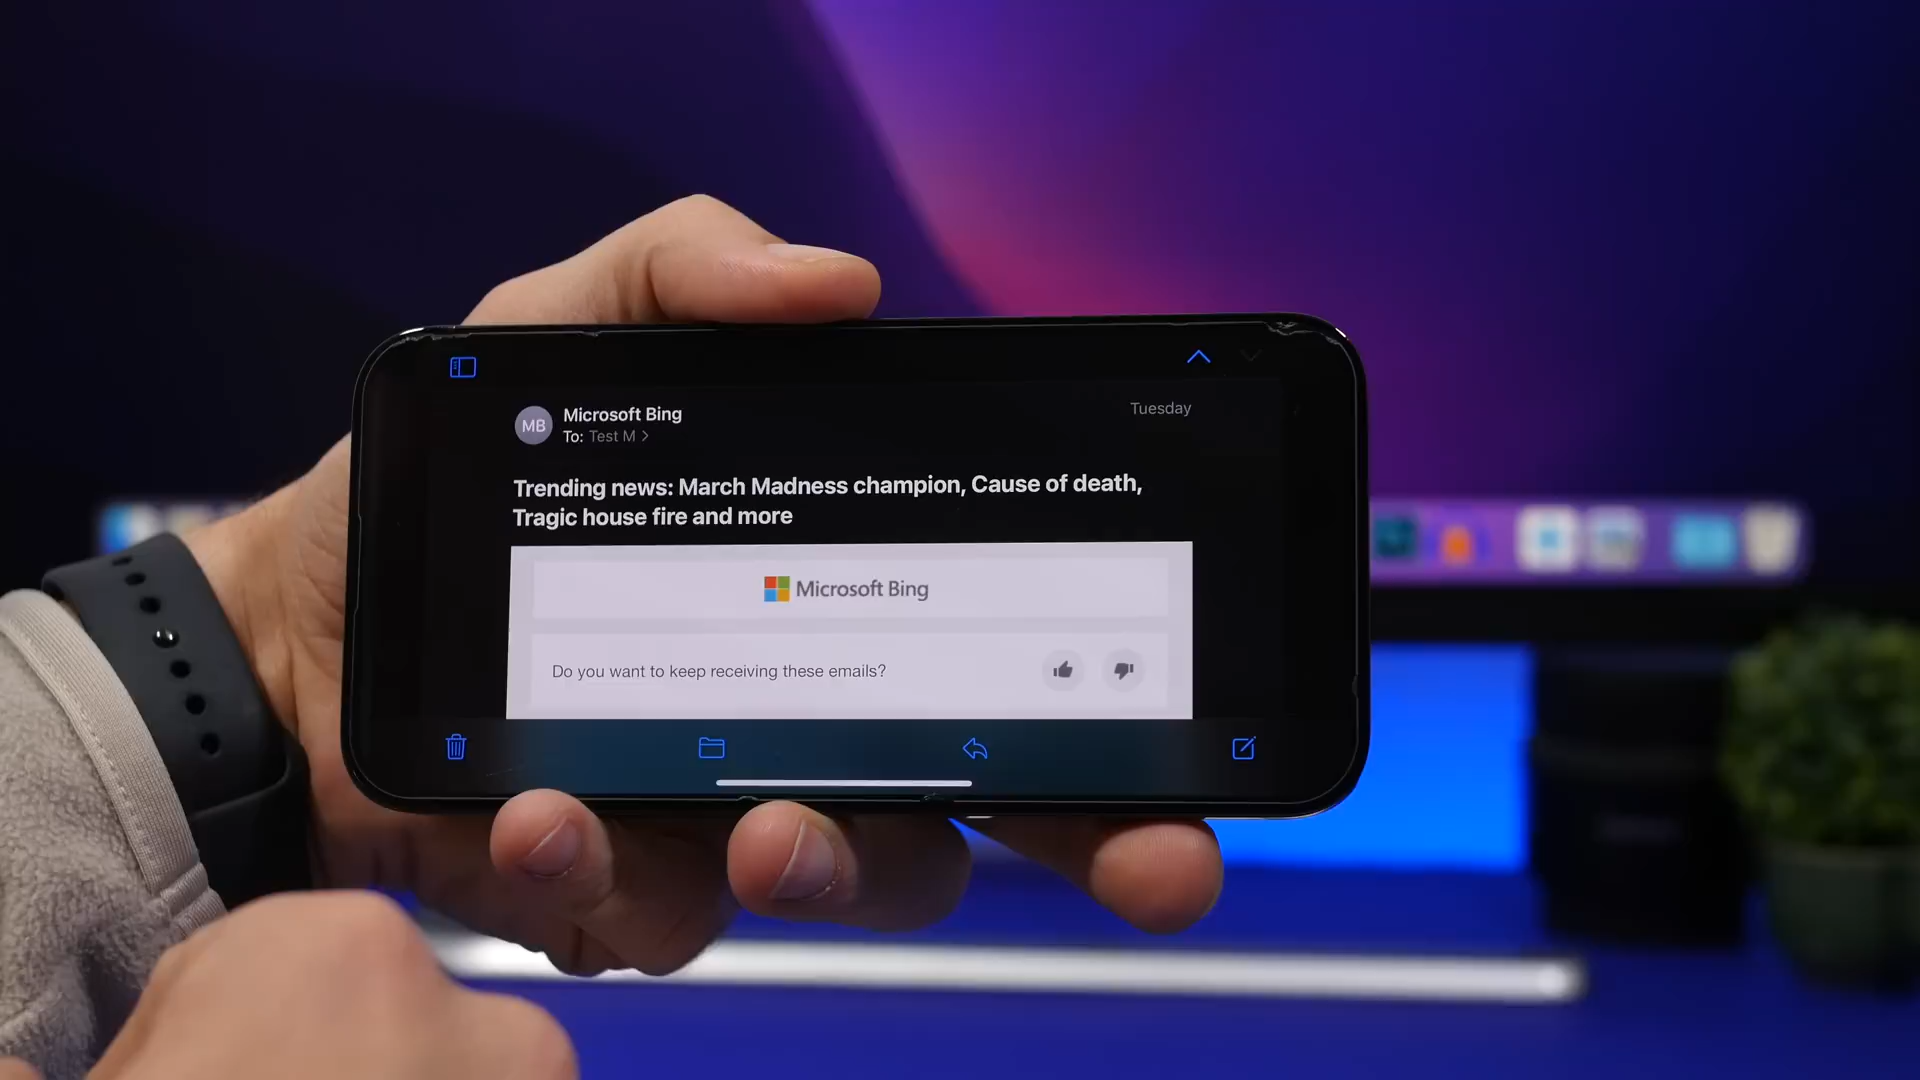 Microsoft Bing
Tuesday
MB
To: Test M >
Trending news: March Madness champion, Cause of death,
Tragic house fire and more
Microsoft Bing
Do you want to keep receiving these emails?